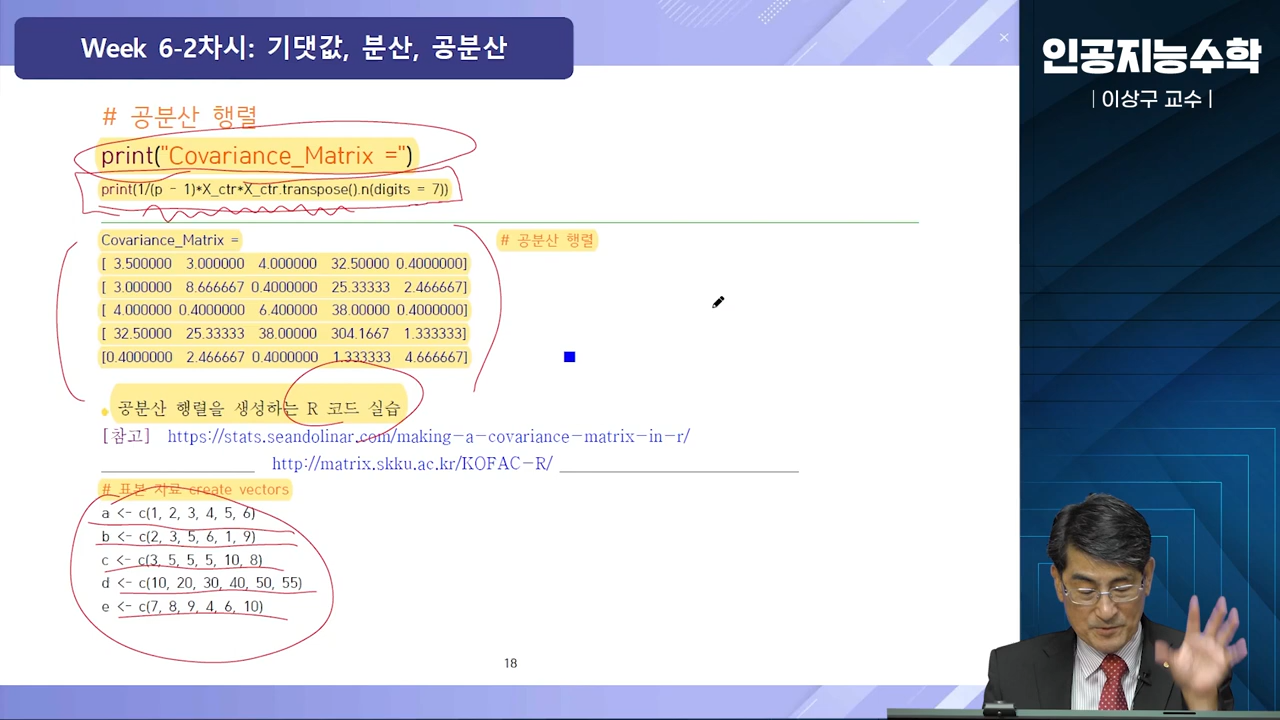 Week 6-2차시: 기댓값, 분산, 공분산
인공지능수학
| 이상구 교수 |
# 공분산 행렬
print("Covariance_Matrix =")
print(1/(p - 1)*X_ctr*X_ctr.transpose().n(digits = 7))
Covariance_Matrix =
# 공분산 행렬
[ 3.500000 3.000000 4.000000 32.50000 0.4000000]
[ 3.000000 8.666667 0.4000000 25.33333 2.466667]
[ 4.000000 0.4000000 6.400000 38.00000 0.4000000]
[ 32.50000 25.33333 38.00000 304.1667 1.333333]
[0.4000000 2.466667 0.4000000 1.333333 4.666667]
공분산 행렬을 생성하는 R 코드 실습
[참고] https://stats.seandolinar.com/making-a-covariance-matrix-in-r/
http://matrix.skku.ac.kr/KOFAC-R/
# 표본 자료 create vectors
a <- c(1, 2, 3, 4, 5, 6)
b <- c(2, 3, 5, 6, 1, 9)
c <- c(3, 5, 5, 5, 10, 8)
d <- c(10, 20, 30, 40, 50, 55)
e <- c(7, 8, 9, 4, 6, 10)
18